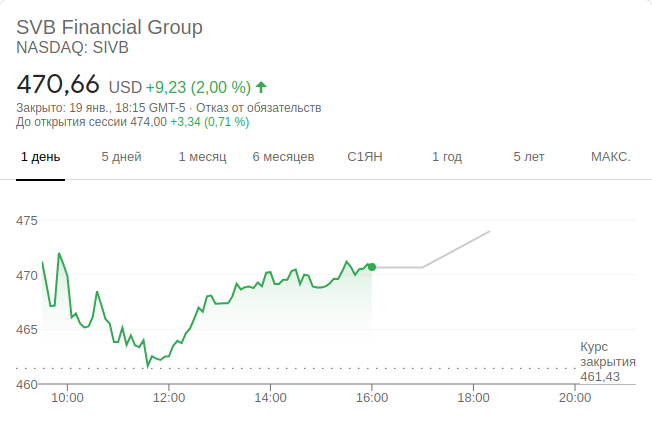 SVB Financial Group
NASDAQ: SIVB
470,66 USD +9,23 (2,00 %)
Закрыто: 19 янв., 18:15 GMT-5 · Отказ от обязательств
До открытия сессии 474,00 +3,34 (0,71 %)
1 день 5 дней 1 месяц 6 месяцев С1ЯН 1 год 5 лет МАКС.
475
470
465
Курс
закрытия
461,43
460
10:00 12:00 14:00 16:00 18:00 20:00